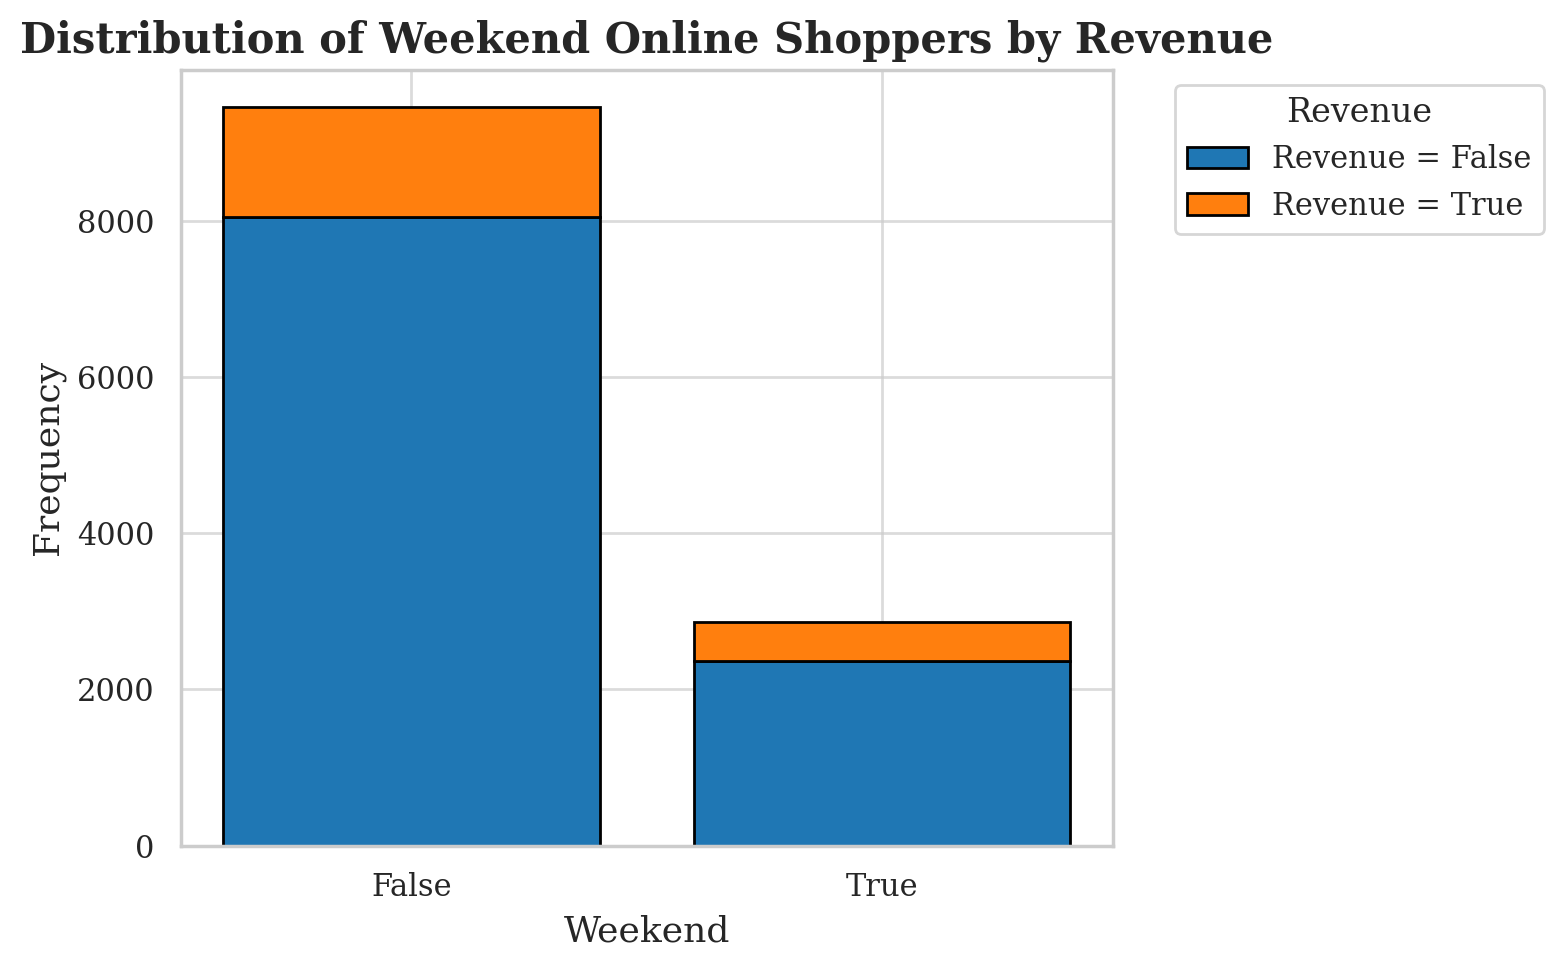 Distribution of Weekend Online Shoppers by Revenue
Revenue
Revenue = False
Revenue = True
Frequency
8000
6000
4000
2000
0
False
True
Weekend